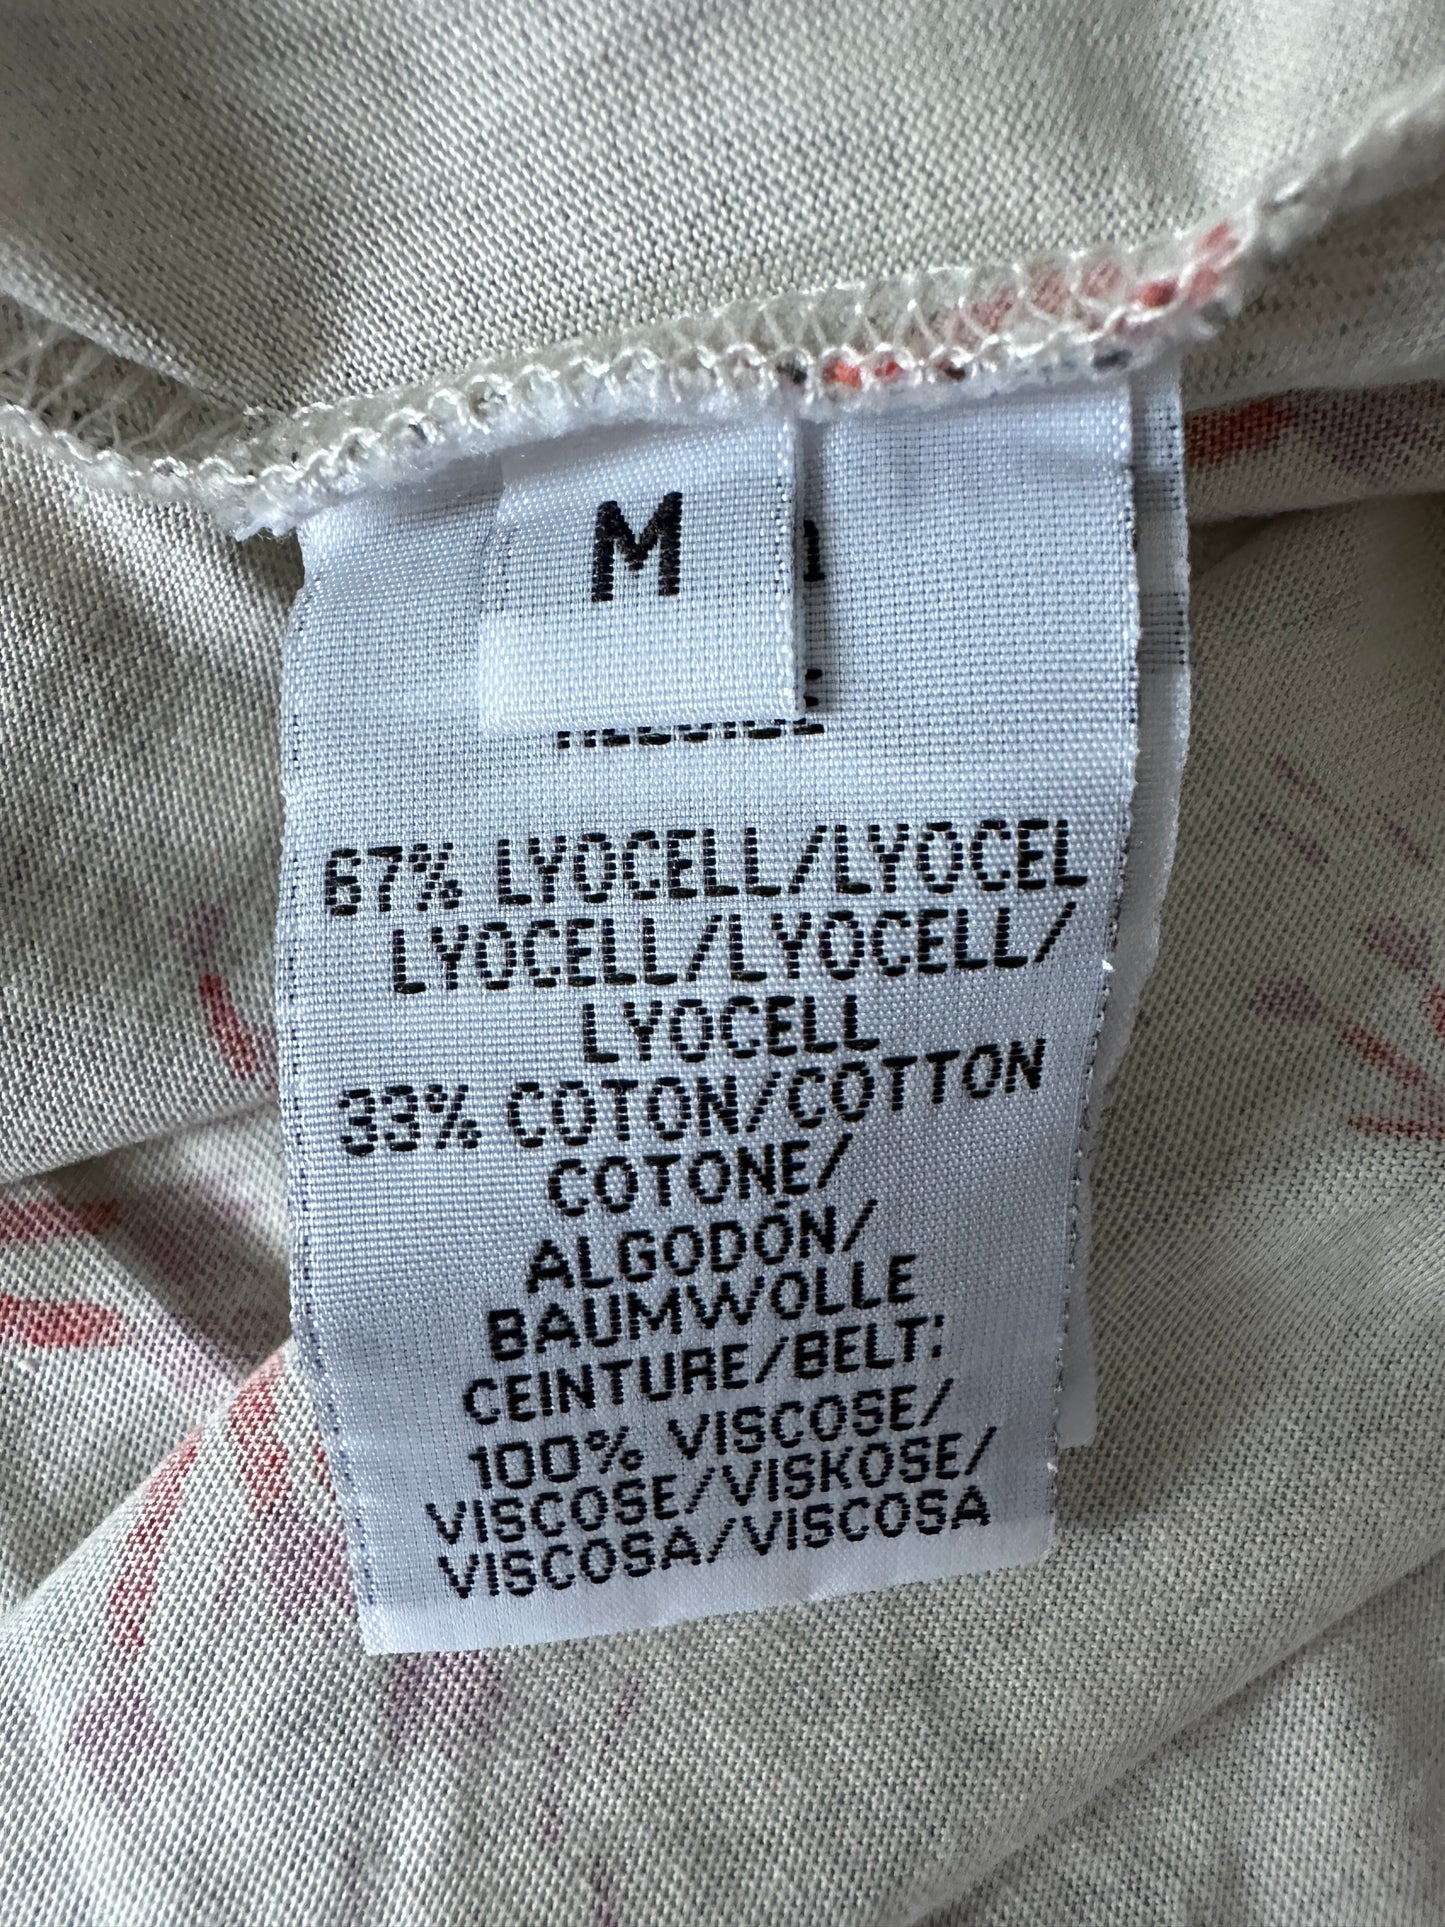 M
1
67% LYOCELL/LYOCEL
LYOCELL/LYOCELL/
LYOCELL
33% COTON/COTTON
COTONE/
ALGODÓN/
BAUMWOLLE
CEINTURE/BELT:
100% VISCOSE/
VISCOSE/VISKOSE/
VISCOSA/VISCOSA